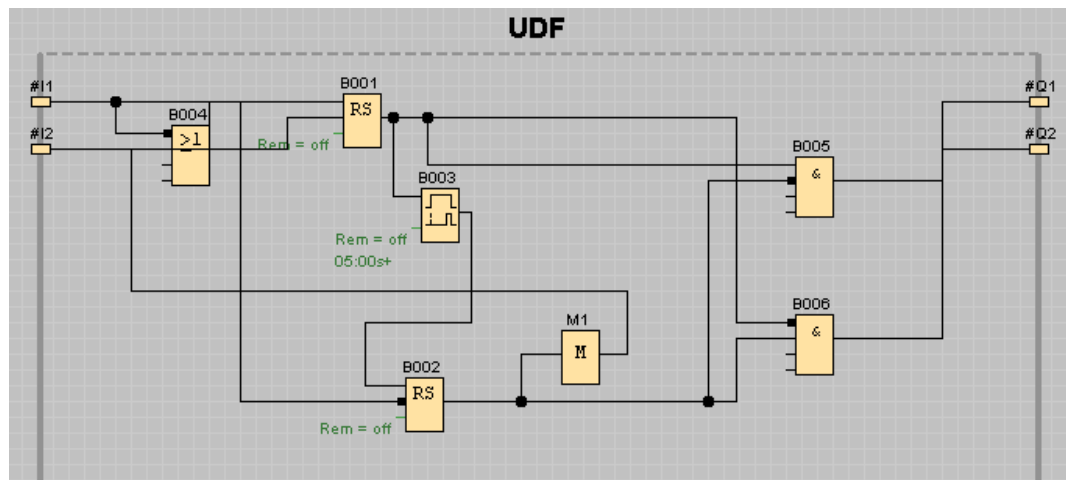 UDF
#I1
#I2
B004
≥1
B001
RS
Rem = off
B003
Rem = off
05:00s+
B002
RS
Rem = off
M1
M
B005
&
B006
&
#Q1
#Q2